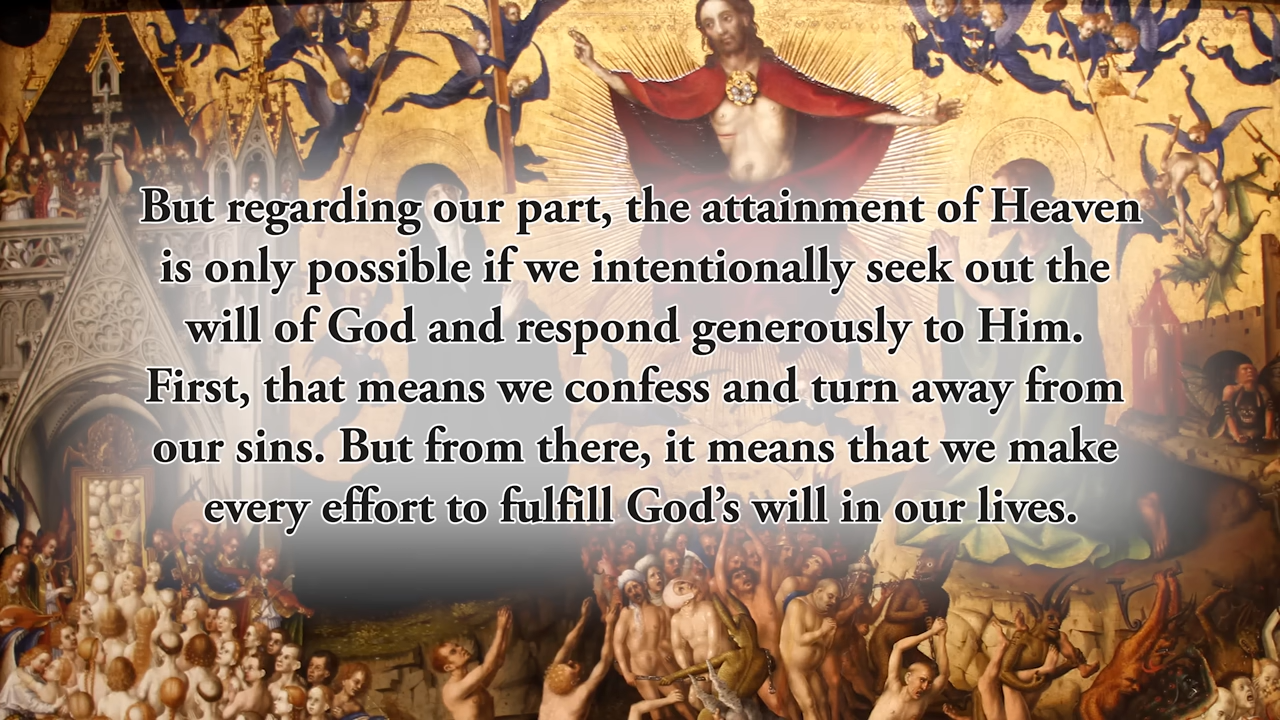 But regarding our part, the attainment of Heaven
is only possible if we intentionally seek out the
will of God and respond generously to Him.
First, that means we confess and turn away from
our sins. But from there, it means that we make
every effort to fulfill God’s will in our lives.